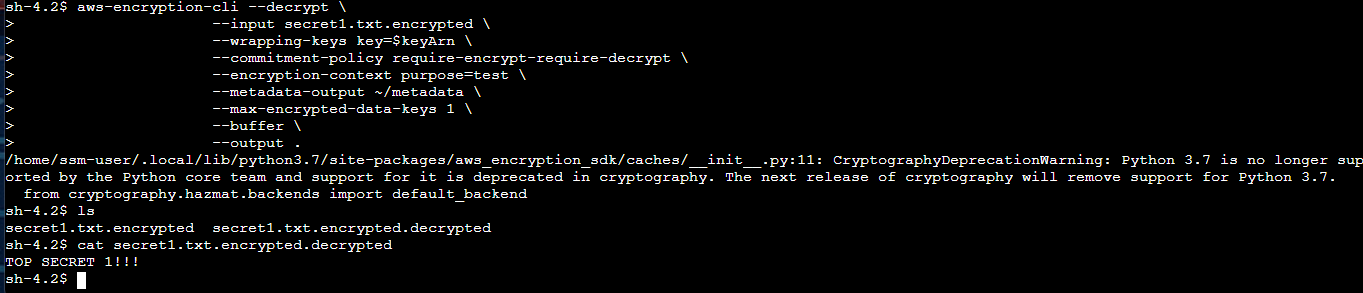 sh-4.2$ aws-encryption-cli --decrypt \
> --input secret1.txt.encrypted \
> --wrapping-keys key=$keyArn \
> --commitment-policy require-encrypt-require-decrypt \
> --encryption-context purpose=test \
> --metadata-output ~/metadata \
> --max-encrypted-data-keys 1 \
> --buffer \
> --output .
/home/ssm-user/.local/lib/python3.7/site-packages/aws_encryption_sdk/caches/__init__.py:11: CryptographyDeprecationWarning: Python 3.7 is no longer sup
orted by the Python core team and support for it is deprecated in cryptography. The next release of cryptography will remove support for Python 3.7.
from cryptography.hazmat.backends import default_backend
sh-4.2$ ls
secret1.txt.encrypted  secret1.txt.encrypted.decrypted
sh-4.2$ cat secret1.txt.encrypted.decrypted
TOP SECRET 1!!!
sh-4.2$